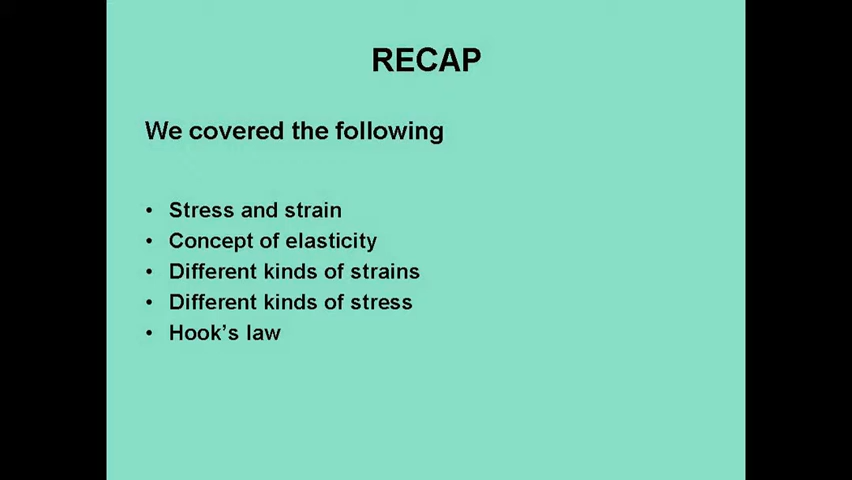 RECAP
We covered the following
• Stress and strain
• Concept of elasticity
• Different kinds of strains
• Different kinds of stress
• Hook's law